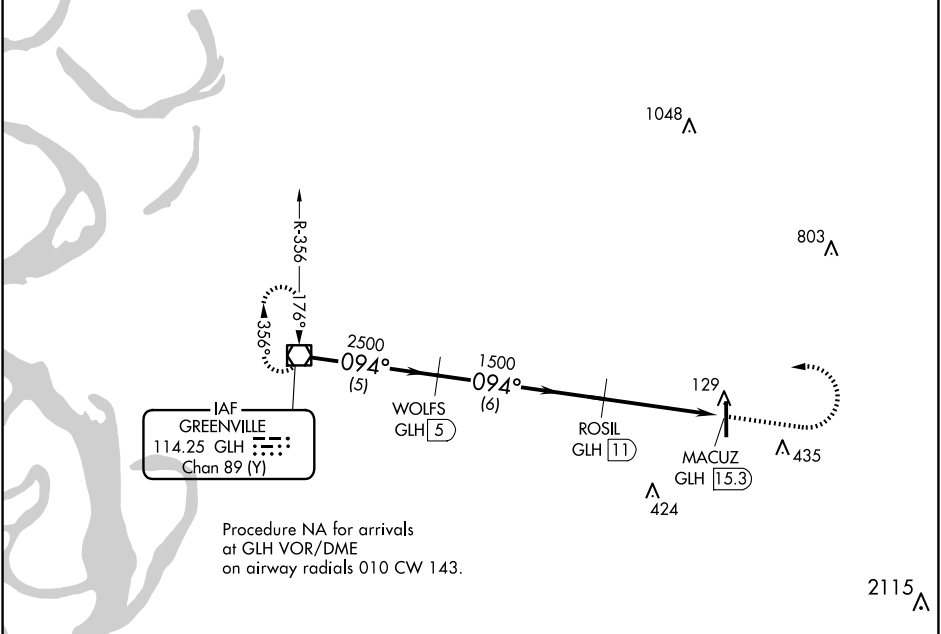 1048
803
R-356
176°
356°
2500
094°
(5)
1500
094°
(6)
WOLFS
GLH 5
ROSIL
GLH 11
129
MACUZ
GLH 15.3
435
424
IAF
GREENVILLE
114.25 GLH
Chan 89 (Y)
Procedure NA for arrivals
at GLH VOR/DME
on airway radials 010 CW 143.
2115